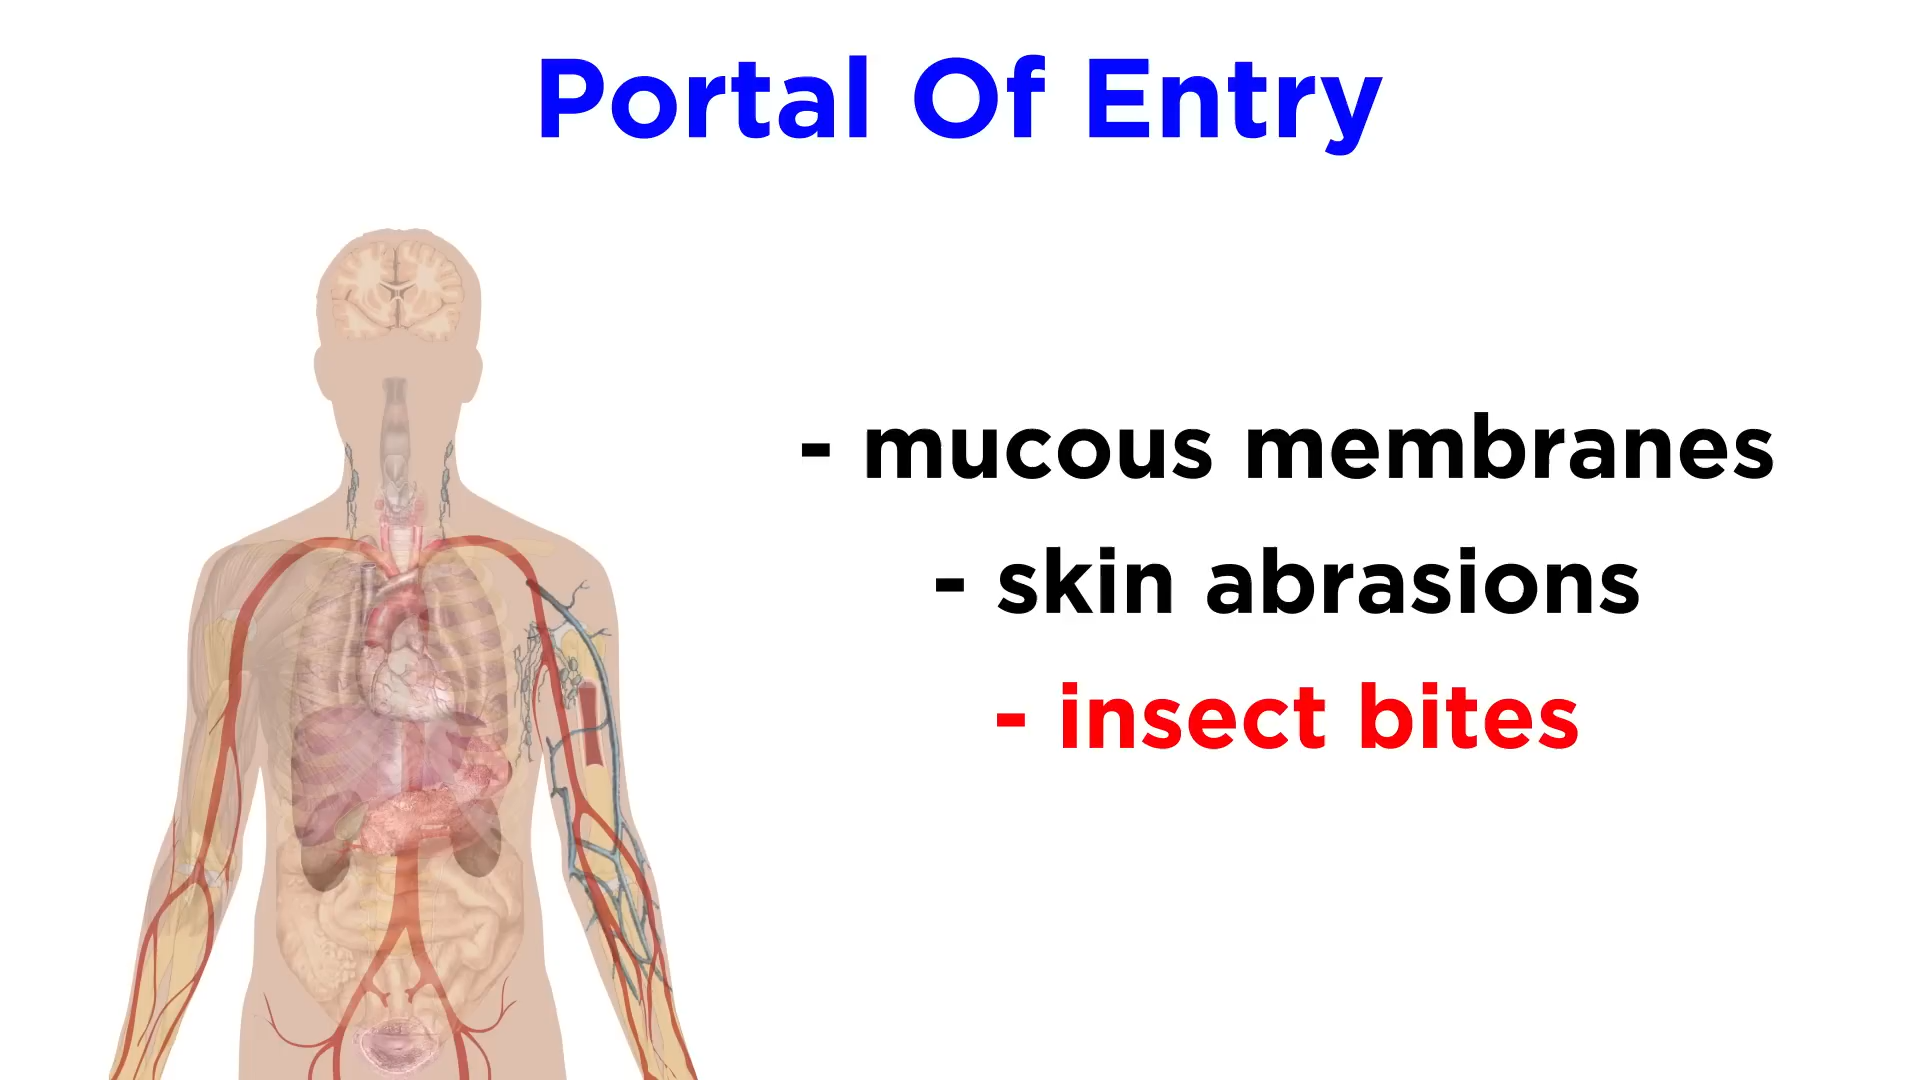 Portal Of Entry
- mucous membranes
- skin abrasions
- insect bites